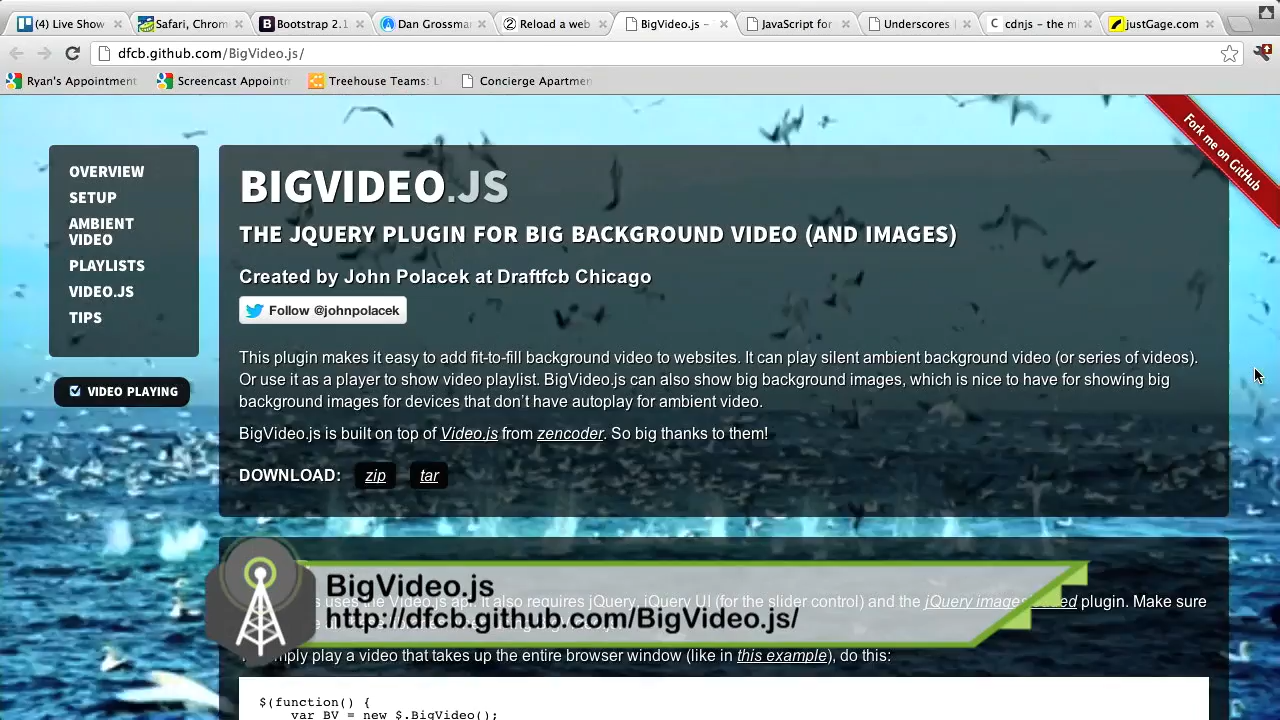 (4) Live Show
Safari, Chrom
Bootstrap 2.1
Dan Grossma
Reload a web
BigVideo.js -
JavaScript for
Underscores
cdnjs - the m
justGage.com
dfcb.github.com/BigVideo.js/
Ryan's Appointment
Screencast Appointm
Treehouse Teams: L
Concierge Apartmen
Fork me on GitHub
OVERVIEW
SETUP
AMBIENT
VIDEO
PLAYLISTS
VIDEO.JS
TIPS
VIDEO PLAYING
BIGVIDEO.JS
THE JQUERY PLUGIN FOR BIG BACKGROUND VIDEO (AND IMAGES)
Created by John Polacek at Draftfcb Chicago
Follow @johnpolacek
This plugin makes it easy to add fit-to-fill background video to websites. It can play silent ambient background video (or series of videos).
Or use it as a player to show video playlist. BigVideo.js can also show big background images, which is nice to have for showing big
background images for devices that don't have autoplay for ambient video.
BigVideo.js is built on top of Video.js from zencoder. So big thanks to them!
DOWNLOAD: zip tar
BigVideo.js
http://dfcb.github.com/BigVideo.js/
uses the Video.js api. It also requires jQuery, jQuery UI (for the slider control) and the jQuery images plugin. Make sure
play a video that takes up the entire browser window (like in this example), do this:
$(function() {
var BV = new $.BigVideo();